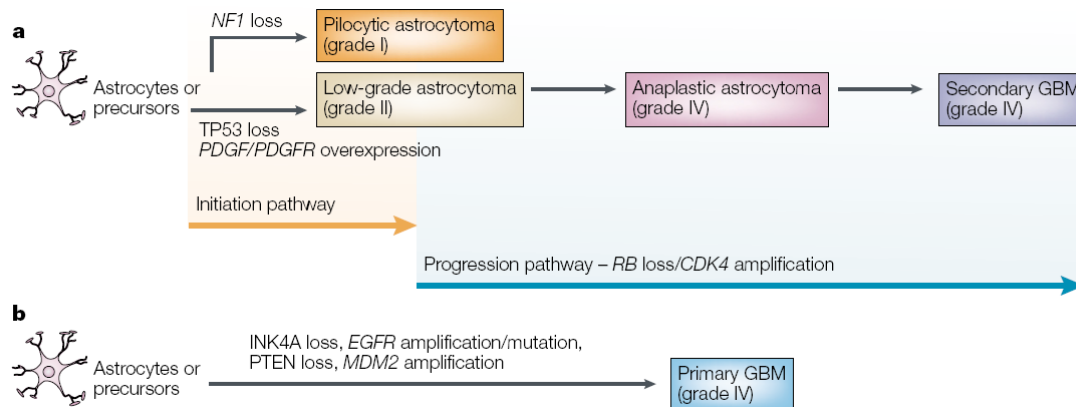 a
NF1 loss
Pilocytic astrocytoma
(grade I)
Astrocytes or
precursors
Low-grade astrocytoma
(grade II)
Anaplastic astrocytoma
(grade IV)
Secondary GBM
(grade IV)
TP53 loss
PDGF/PDGFR overexpression
Initiation pathway
Progression pathway – RB loss/CDK4 amplification
b
Astrocytes or
precursors
INK4A loss, EGFR amplification/mutation,
PTEN loss, MDM2 amplification
Primary GBM
(grade IV)